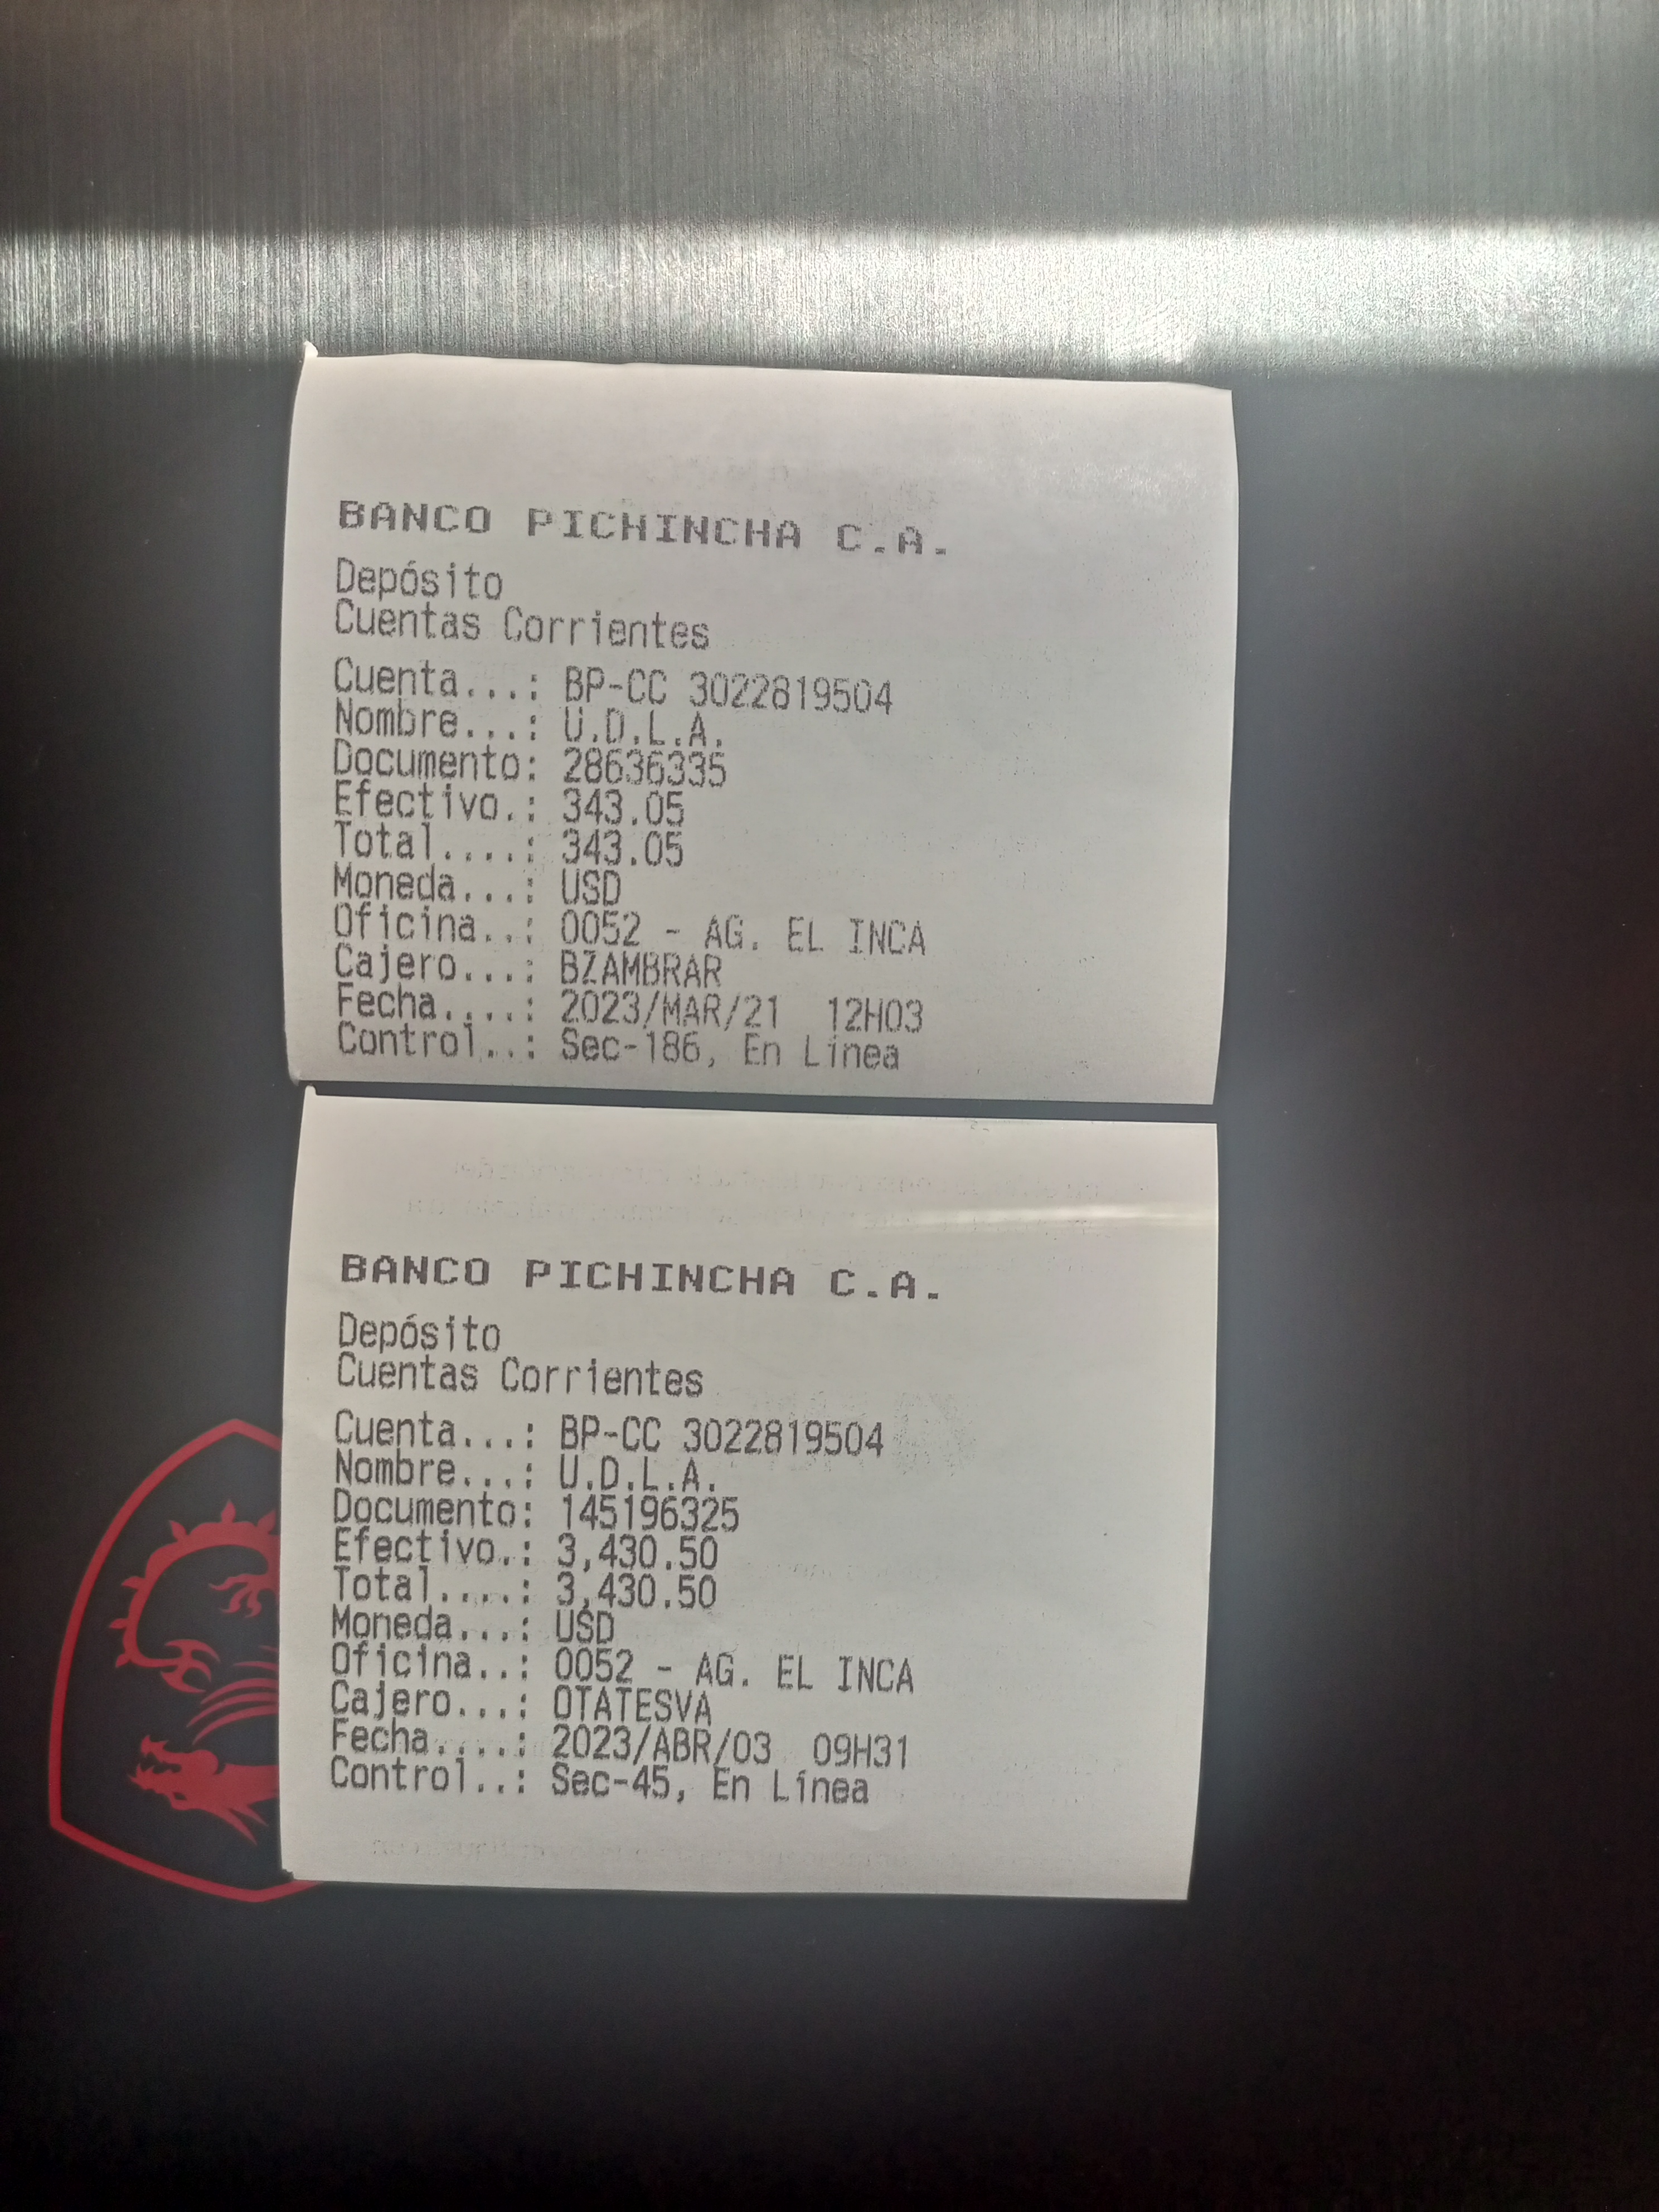 BANCO PICHINCHA C.A.
Depósito
Cuentas Corrientes
Cuenta...: BP-CC 3022819504
Nombre...: U.D.L.A.
Documento: 28636335
Efectivo.: 343.05
Total....: 343.05
Moneda...: USD
Oficina..: 0052 - AG. EL INCA
Cajero...: BZAMBRAR
Fecha....: 2023/MAR/21 12H03
Control..: Sec-186, En Línea
BANCO PICHINCHA C.A.
Depósito
Cuentas Corrientes
Cuenta...: BP-CC 3022819504
Nombre...: U.D.L.A.
Documento: 145196325
Efectivo.: 3,430.50
Total....: 3,430.50
Moneda...: USD
Oficina..: 0052 - AG. EL INCA
Cajero...: OTATESVA
Fecha....: 2023/ABR/03 09H31
Control..: Sec-45, En Línea